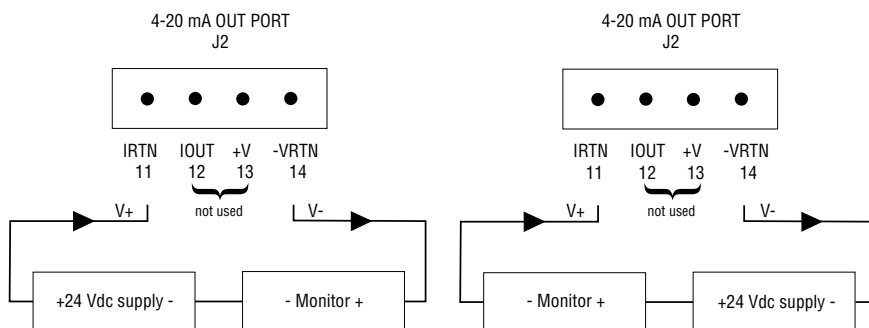 4-20 mA OUT PORT
J2
IRTN IOUT +V -VRTN
11 12 13 14
V+ not used V-
+24 Vdc supply - - Monitor +
4-20 mA OUT PORT
J2
IRTN IOUT +V -VRTN
11 12 13 14
V+ not used V-
- Monitor + +24 Vdc supply -